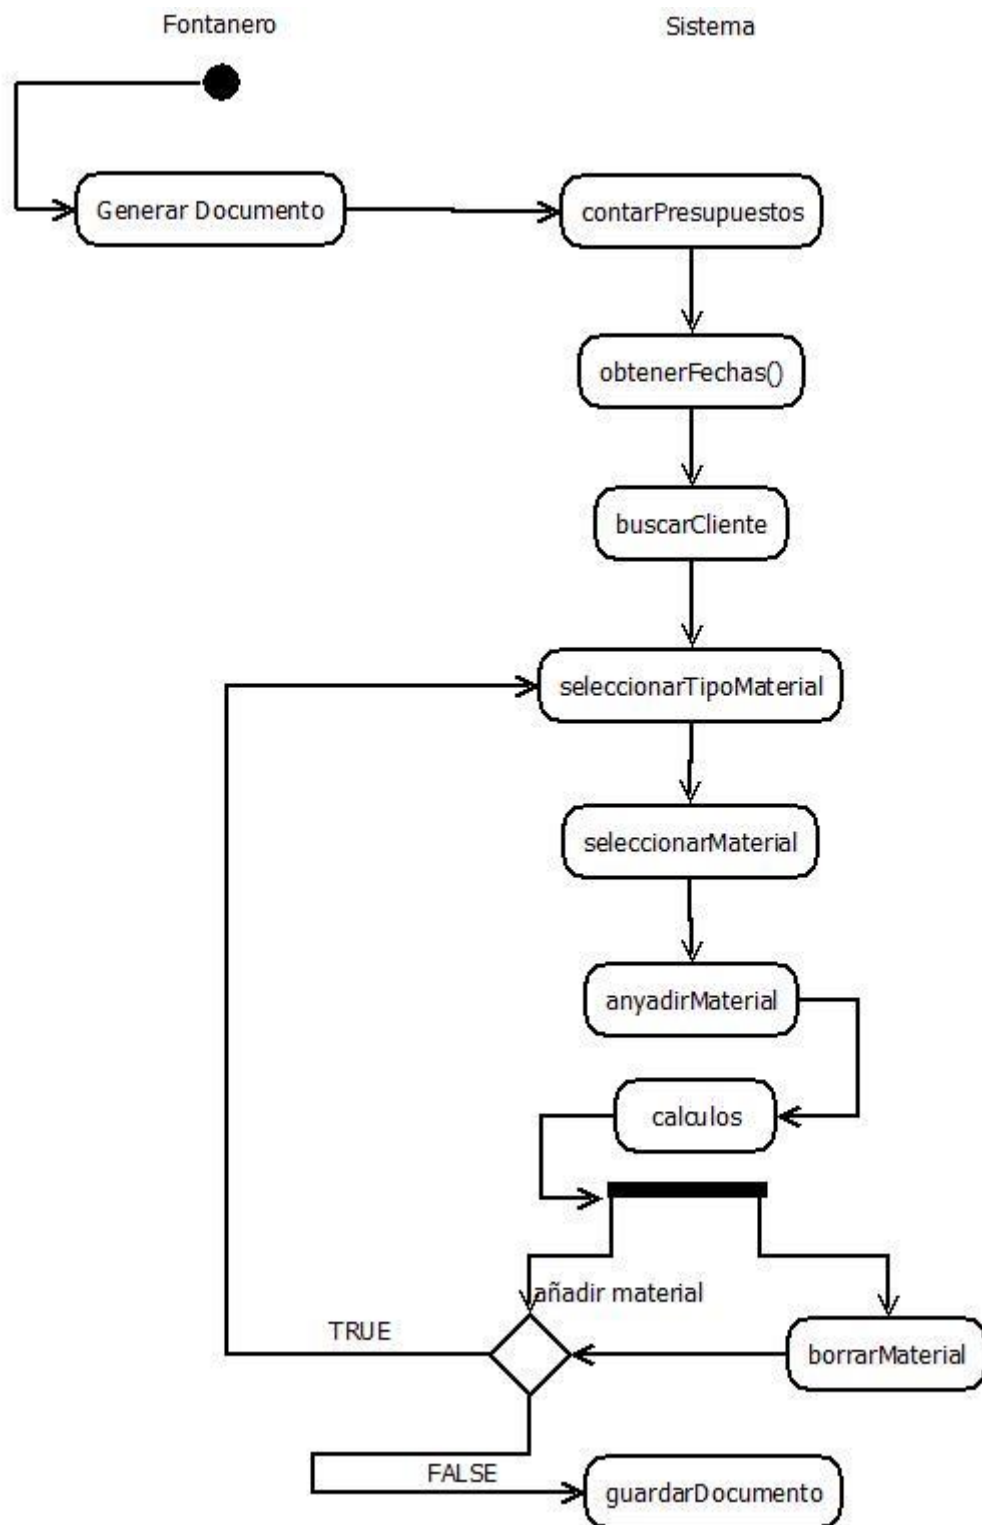 Fontanero
Sistema
Generar Documento
contarPresupuestos
obtenerFechas()
buscarCliente
seleccionarTipoMaterial
seleccionarMaterial
anyadirMaterial
calculos
añadir material
TRUE
borrarMaterial
FALSE
guardarDocumento